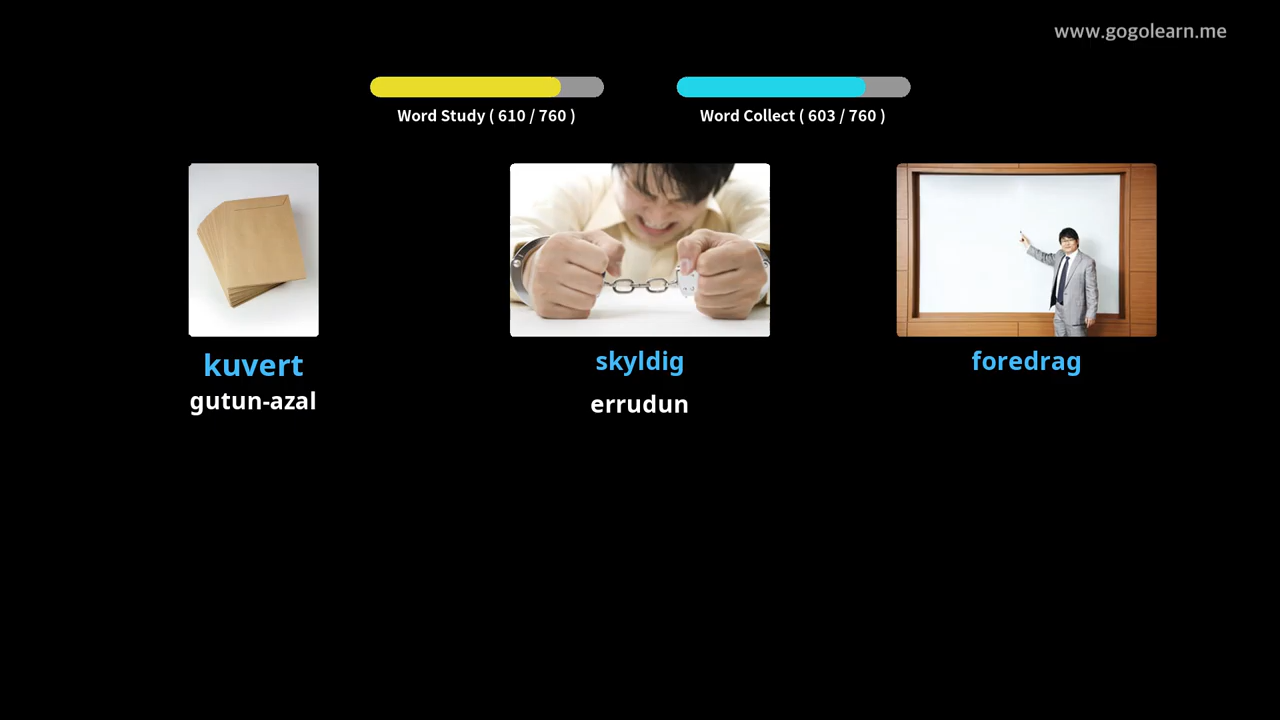 www.gogolearn.me
Word Study ( 610 / 760 )
Word Collect ( 603 / 760 )
kuvert
gutun-azal
skyldig
errudun
foredrag